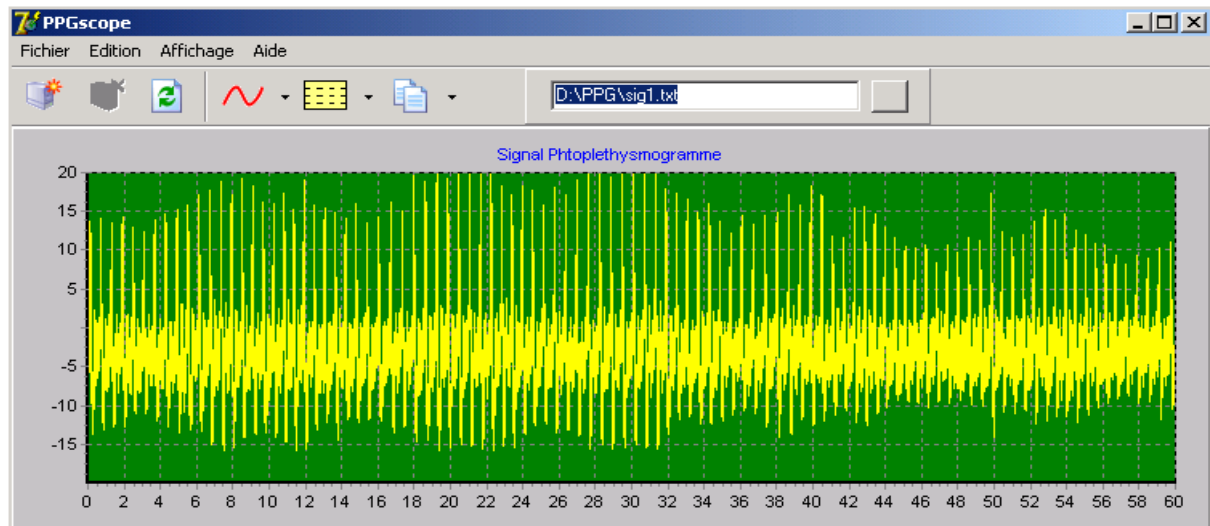 PPGscope
Fichier Edition Affichage Aide
D:\PPG\sig1.txt
Signal Phtoplethysmogramme
20
15
10
5
-5
-10
-15
0 2 4 6 8 10 12 14 16 18 20 22 24 26 28 30 32 34 36 38 40 42 44 46 48 50 52 54 56 58 60